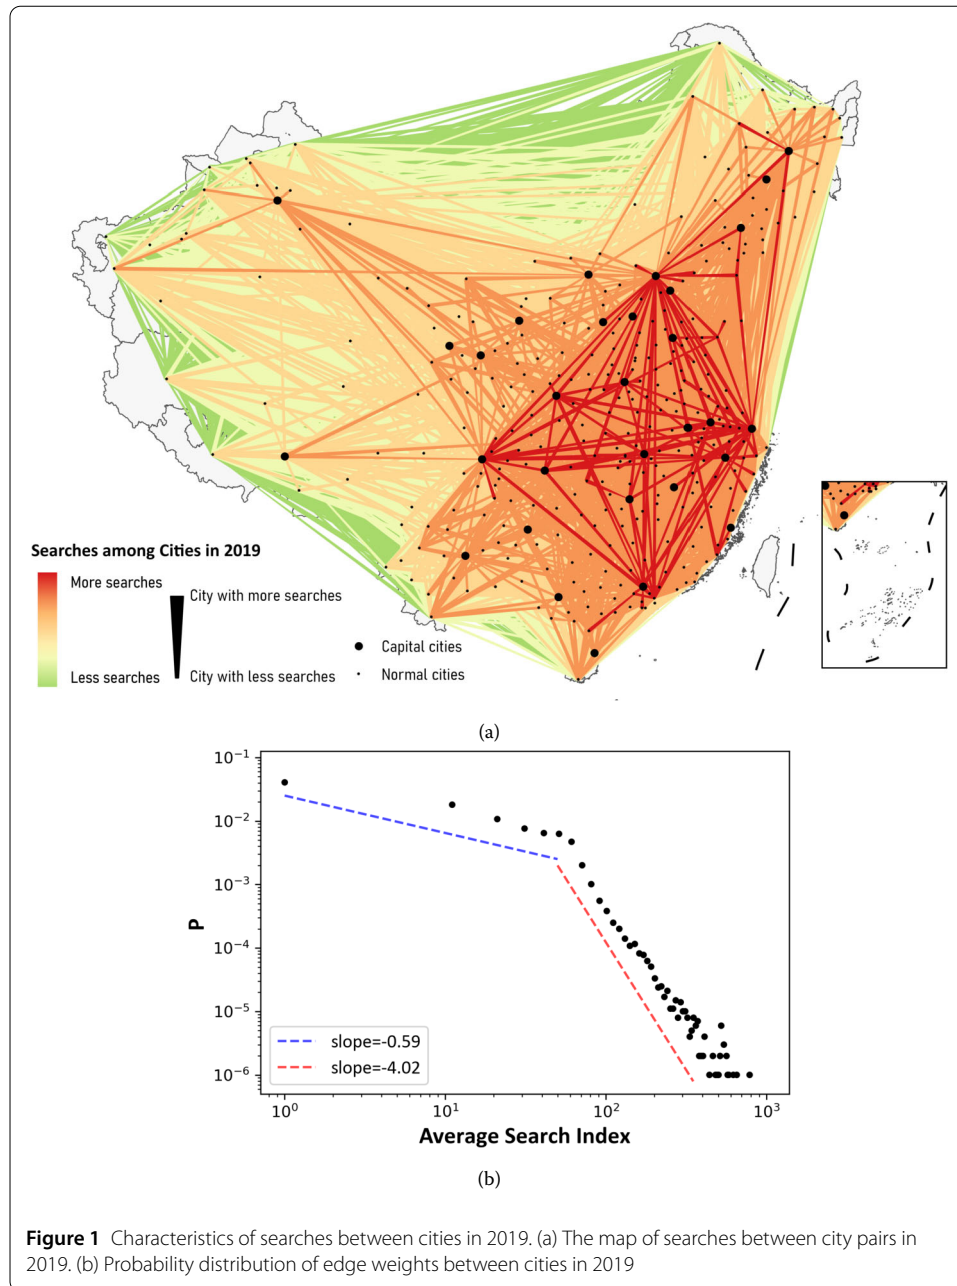 Searches among Cities in 2019
More searches
Less searches
City with more searches
City with less searches
Capital cities
Normal cities
(a)
10⁻¹
10⁻²
10⁻³
10⁻⁴
10⁻⁵
10⁻⁶
P
slope=-0.59
slope=-4.02
10⁰ 10¹ 10² 10³
Average Search Index
(b)
Figure 1 Characteristics of searches between cities in 2019. (a) The map of searches between city pairs in
2019. (b) Probability distribution of edge weights between cities in 2019